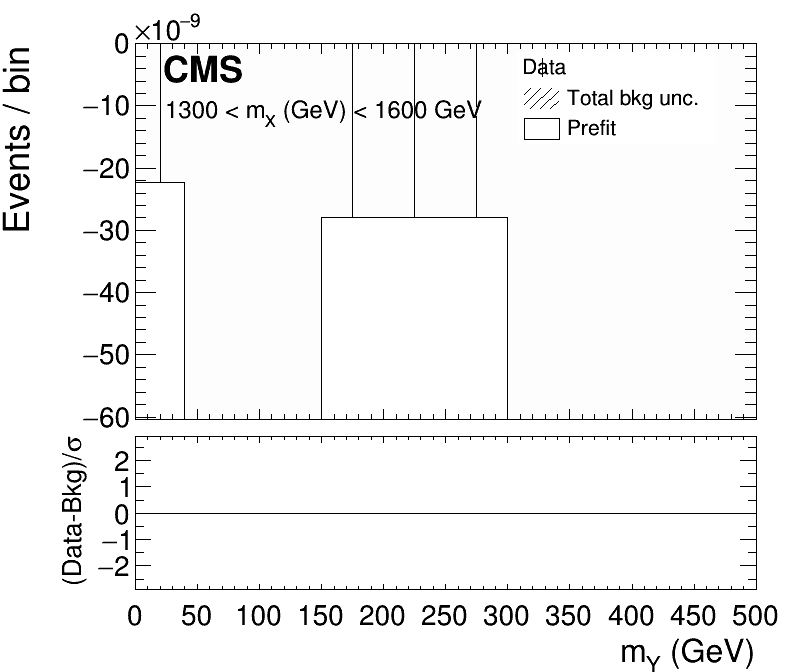 ×10⁻⁹
Events / bin
0
−10
−20
−30
−40
−50
−60
CMS
1300 < mX (GeV) < 1600 GeV
Data
Total bkg unc.
Prefit
(Data-Bkg)/σ
2
1
0
−1
−2
0 50 100 150 200 250 300 350 400 450 500
mY (GeV)